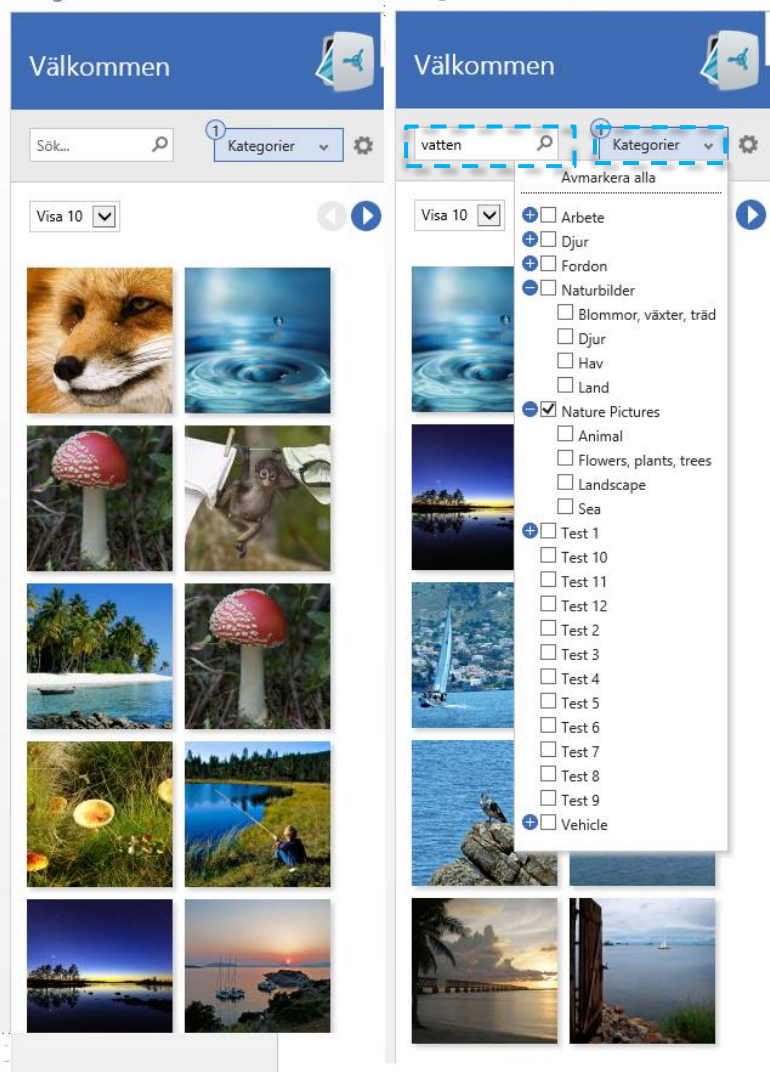 Välkommen
Sök...
1
Kategorier
Visa 10
Välkommen
vatten
1
Kategorier
Avmarkera alla
Visa 10
Arbete
Djur
Fordon
Naturbilder
Blommor, växter, träd
Djur
Hav
Land
Nature Pictures
Animal
Flowers, plants, trees
Landscape
Sea
Test 1
Test 10
Test 11
Test 12
Test 2
Test 3
Test 4
Test 5
Test 6
Test 7
Test 8
Test 9
Vehicle